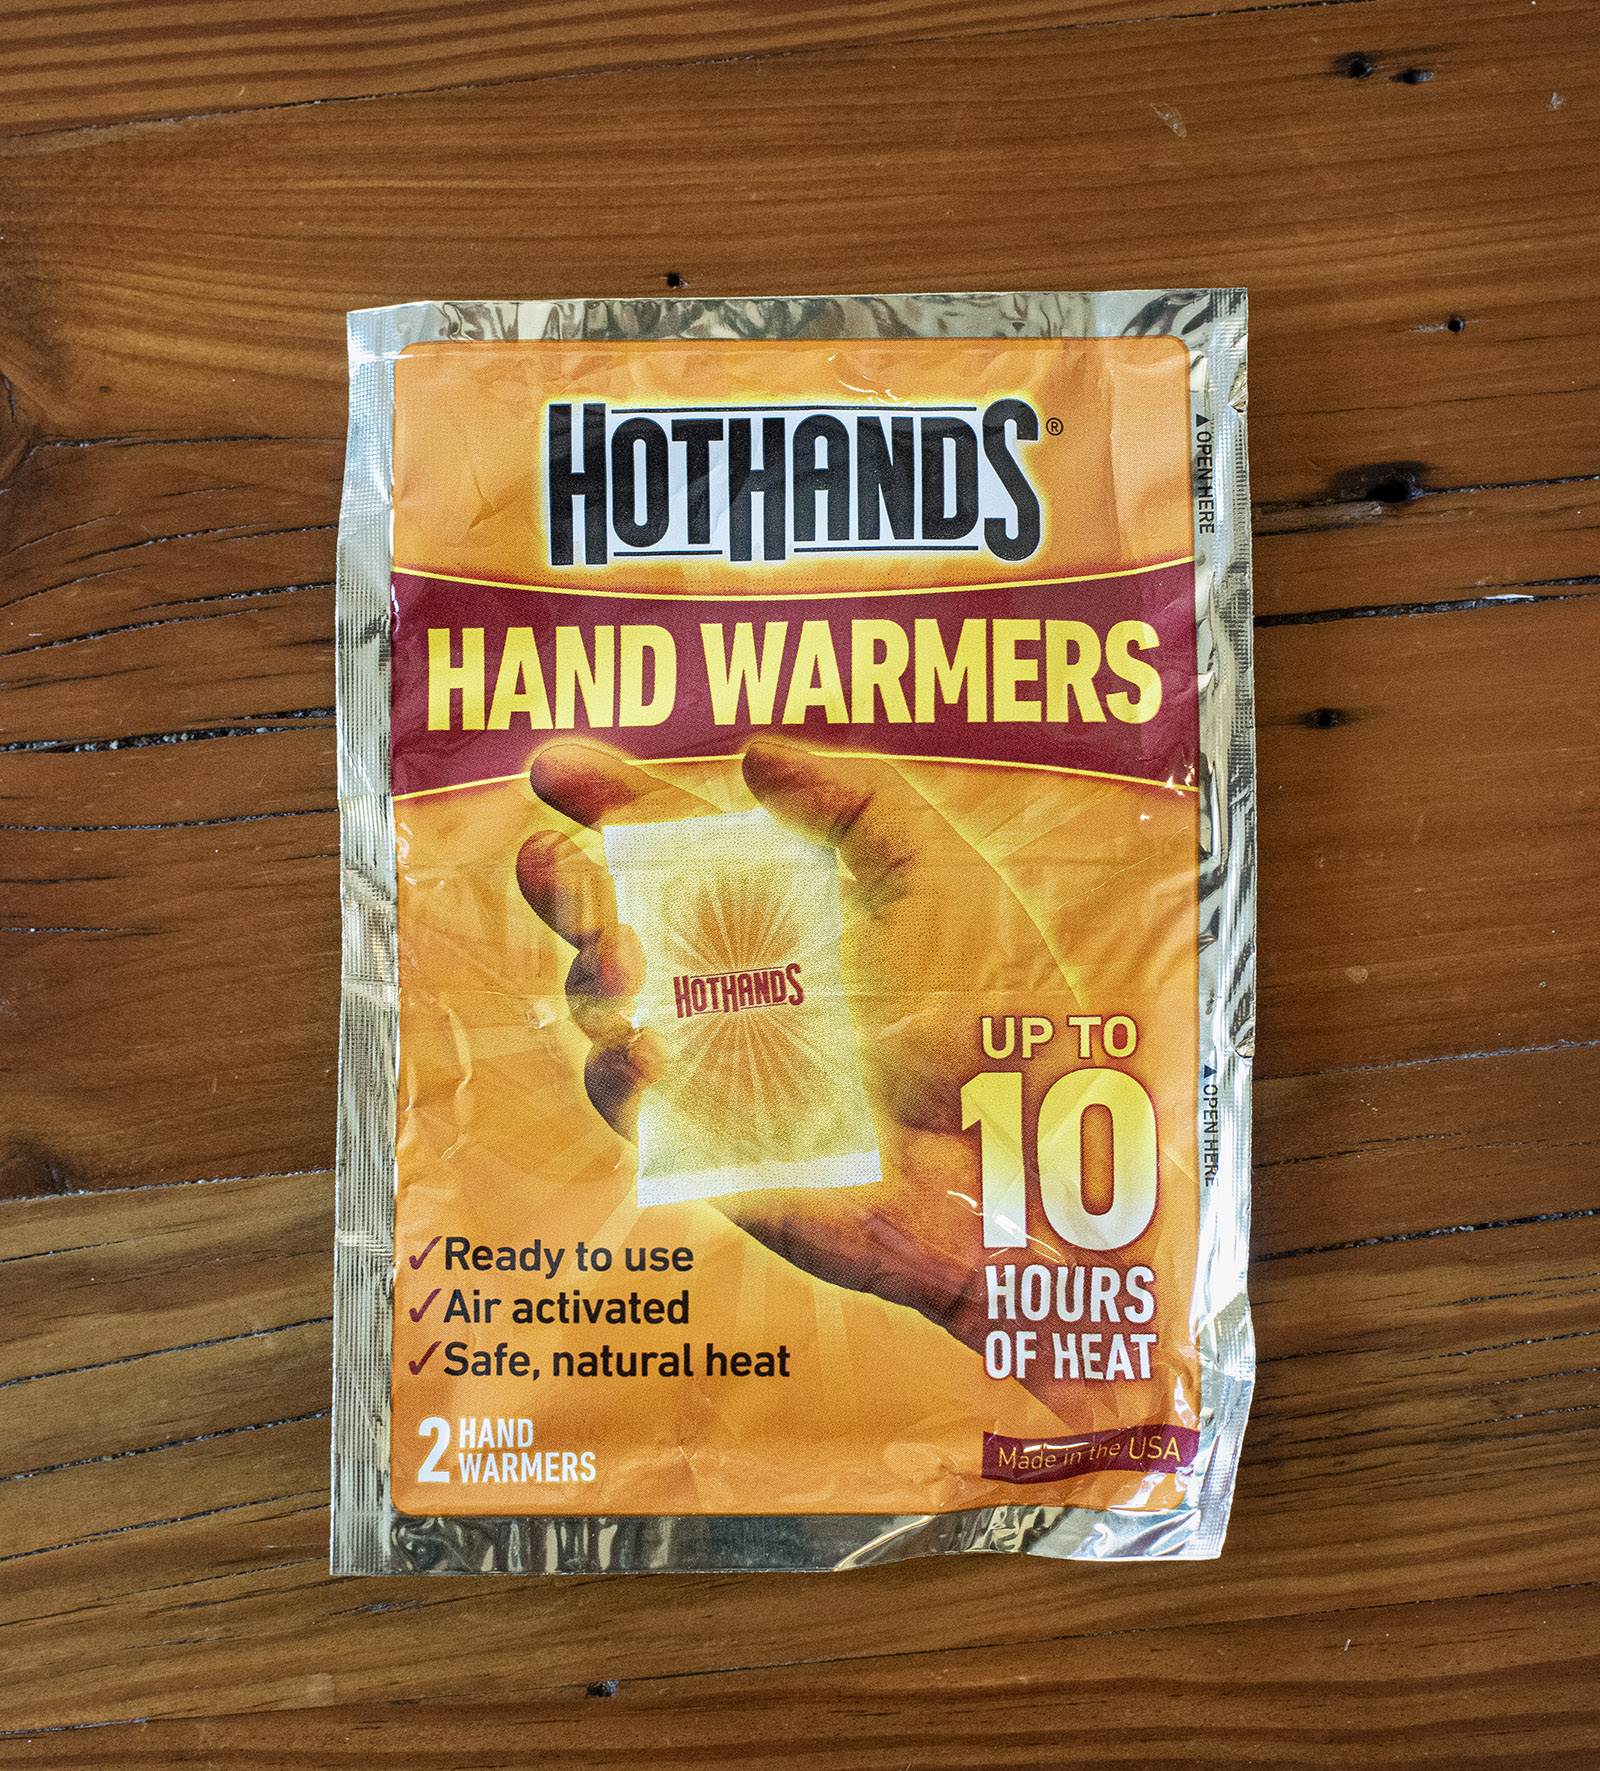 HOTHANDS®
HAND WARMERS
HOTHANDS
UP TO
10
HOURS
OF HEAT
✓Ready to use
✓Air activated
✓Safe, natural heat
2 HAND
WARMERS
Made in the USA
▲OPEN HERE
▲OPEN HERE